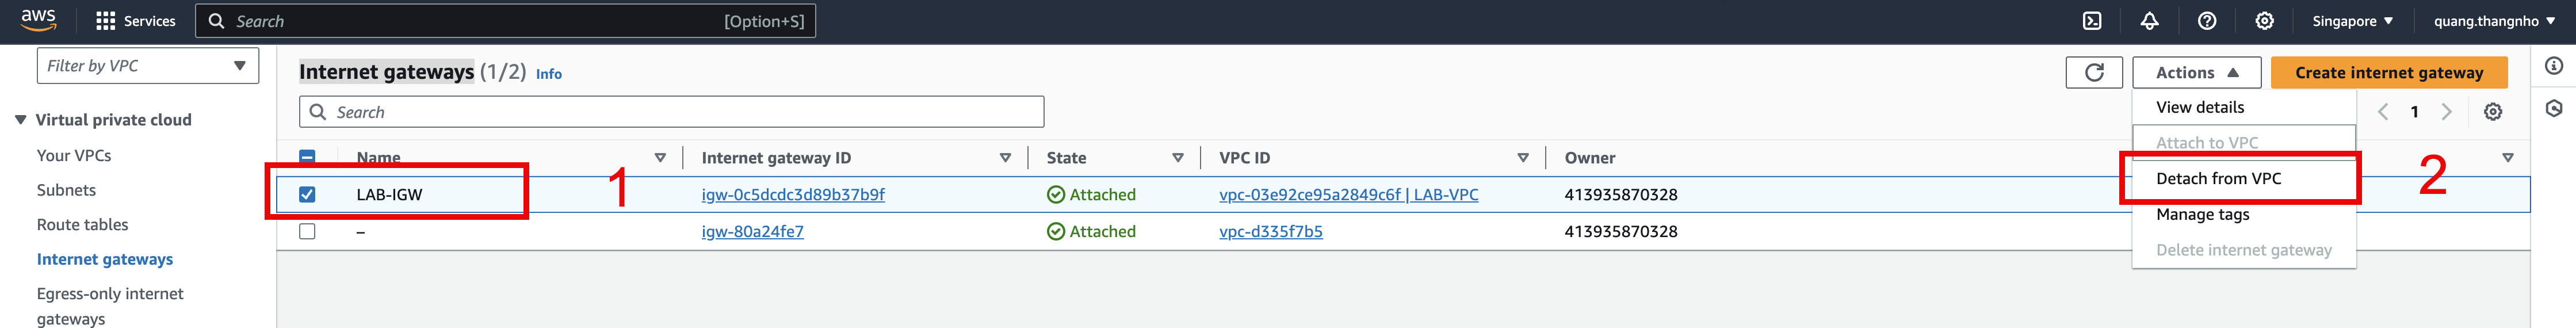 aws Services Search [Option+S] Singapore ▼ quang.thangnho ▼
Filter by VPC ▼
Internet gateways (1/2) Info
Actions ▲ Create internet gateway
Search
View details
< 1 >
▼ Virtual private cloud
Attach to VPC
Your VPCs
Name Internet gateway ID State VPC ID Owner
1
Detach from VPC 2
Subnets
LAB-IGW igw-0c5dcdc3d89b37b9f Attached vpc-03e92ce95a2849c6f | LAB-VPC 413935870328
Manage tags
Route tables
– igw-80a24fe7 Attached vpc-d335f7b5 413935870328
Delete internet gateway
Internet gateways
Egress-only internet
gateways